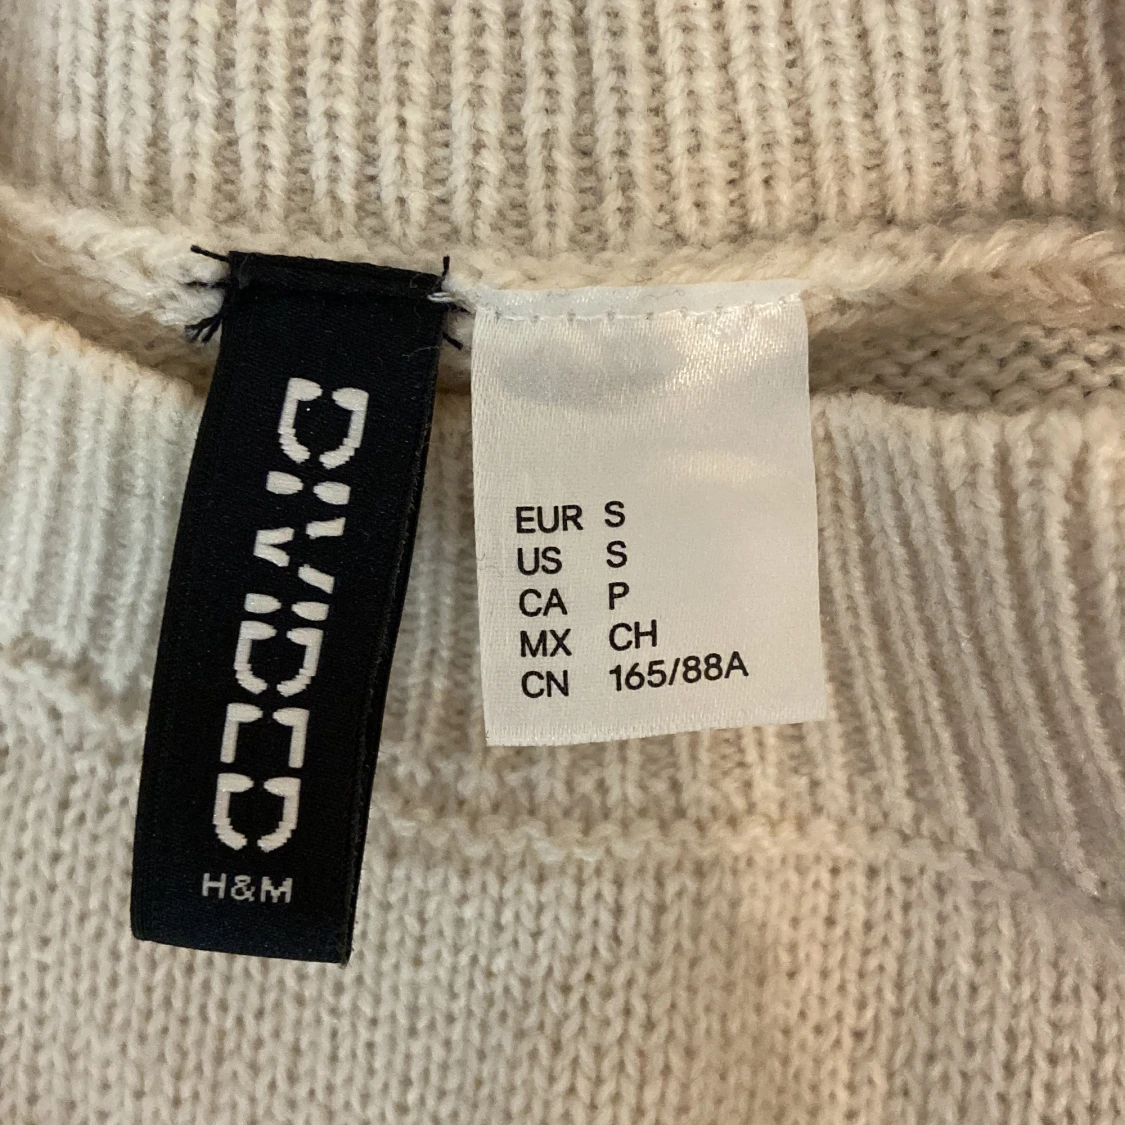 DIVIDED
H&M
EUR S
US S
CA P
MX CH
CN 165/88A